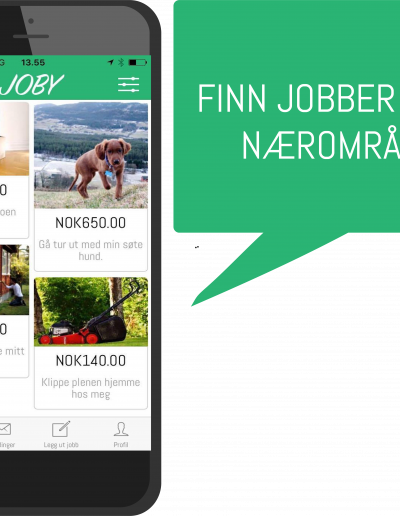 G 13.55
JOBY
FINN JOBBER
NÆROMRÅ
0
oen
NOK650.00
Gå tur ut med min søte
hund.
0
e mitt
NOK140.00
Klippe plenen hjemme
hos meg
linger
Legg ut jobb
Profil